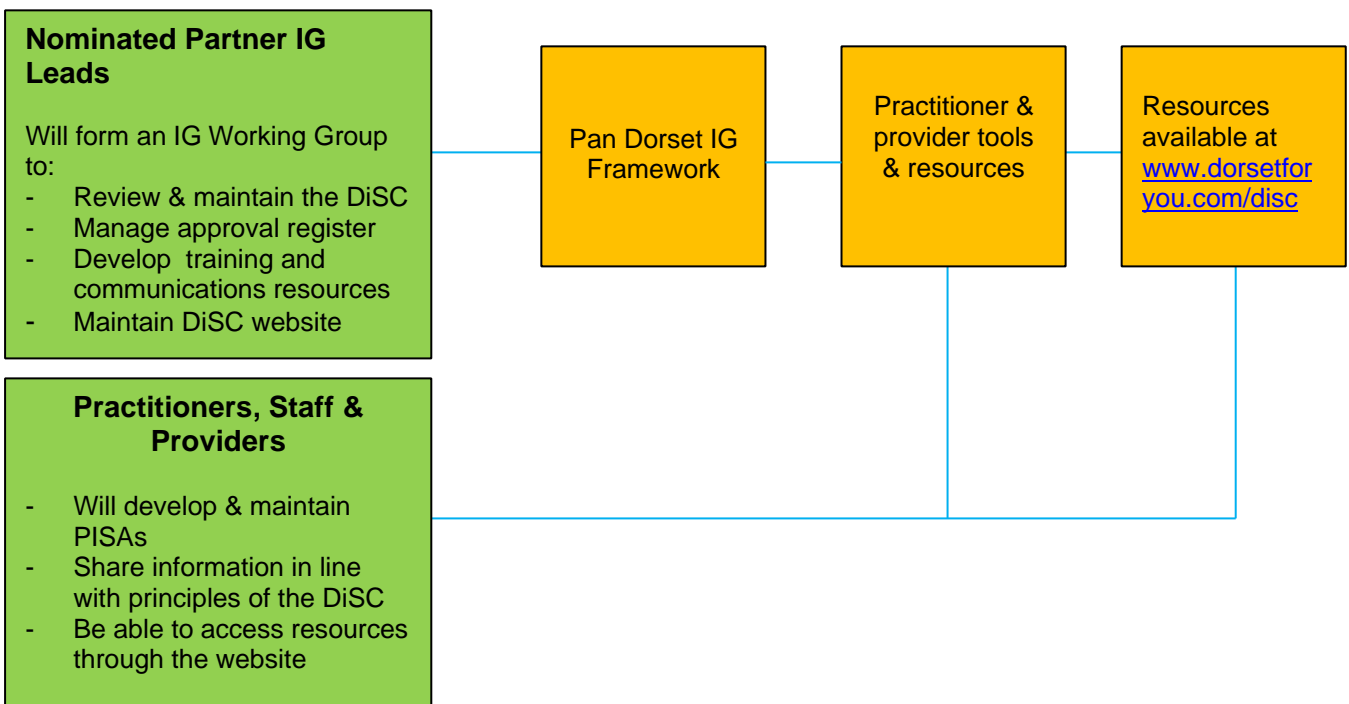 Nominated Partner IG
Leads
Will form an IG Working Group
to:
- Review & maintain the DiSC
- Manage approval register
- Develop training and
communications resources
- Maintain DiSC website
Pan Dorset IG
Framework
Practitioner &
provider tools
& resources
Resources
available at
www.dorsetfor
you.com/disc
Practitioners, Staff &
Providers
- Will develop & maintain
PISAs
- Share information in line
with principles of the DiSC
- Be able to access resources
through the website